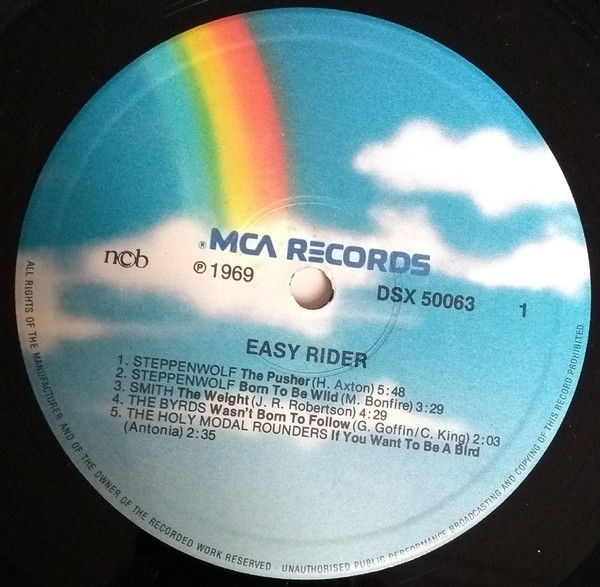 ® MCA RECORDS
n©b
℗ 1969
DSX 50063
1
EASY RIDER
1. STEPPENWOLF The Pusher (H. Axton) 5:48
2. STEPPENWOLF Born To Be Wild (M. Bonfire) 3:29
3. SMITH The Weight (J. R. Robertson) 4:29
4. THE BYRDS Wasn't Born To Follow (G. Goffin/C. King) 2:03
5. THE HOLY MODAL ROUNDERS If You Want To Be A Bird
(Antonia) 2:35
ALL RIGHTS OF THE MANUFACTURER AND OF THE OWNER OF THE RECORDED WORK RESERVED · UNAUTHORISED PUBLIC PERFORMANCE BROADCASTING AND COPYING OF THIS RECORD PROHIBITED